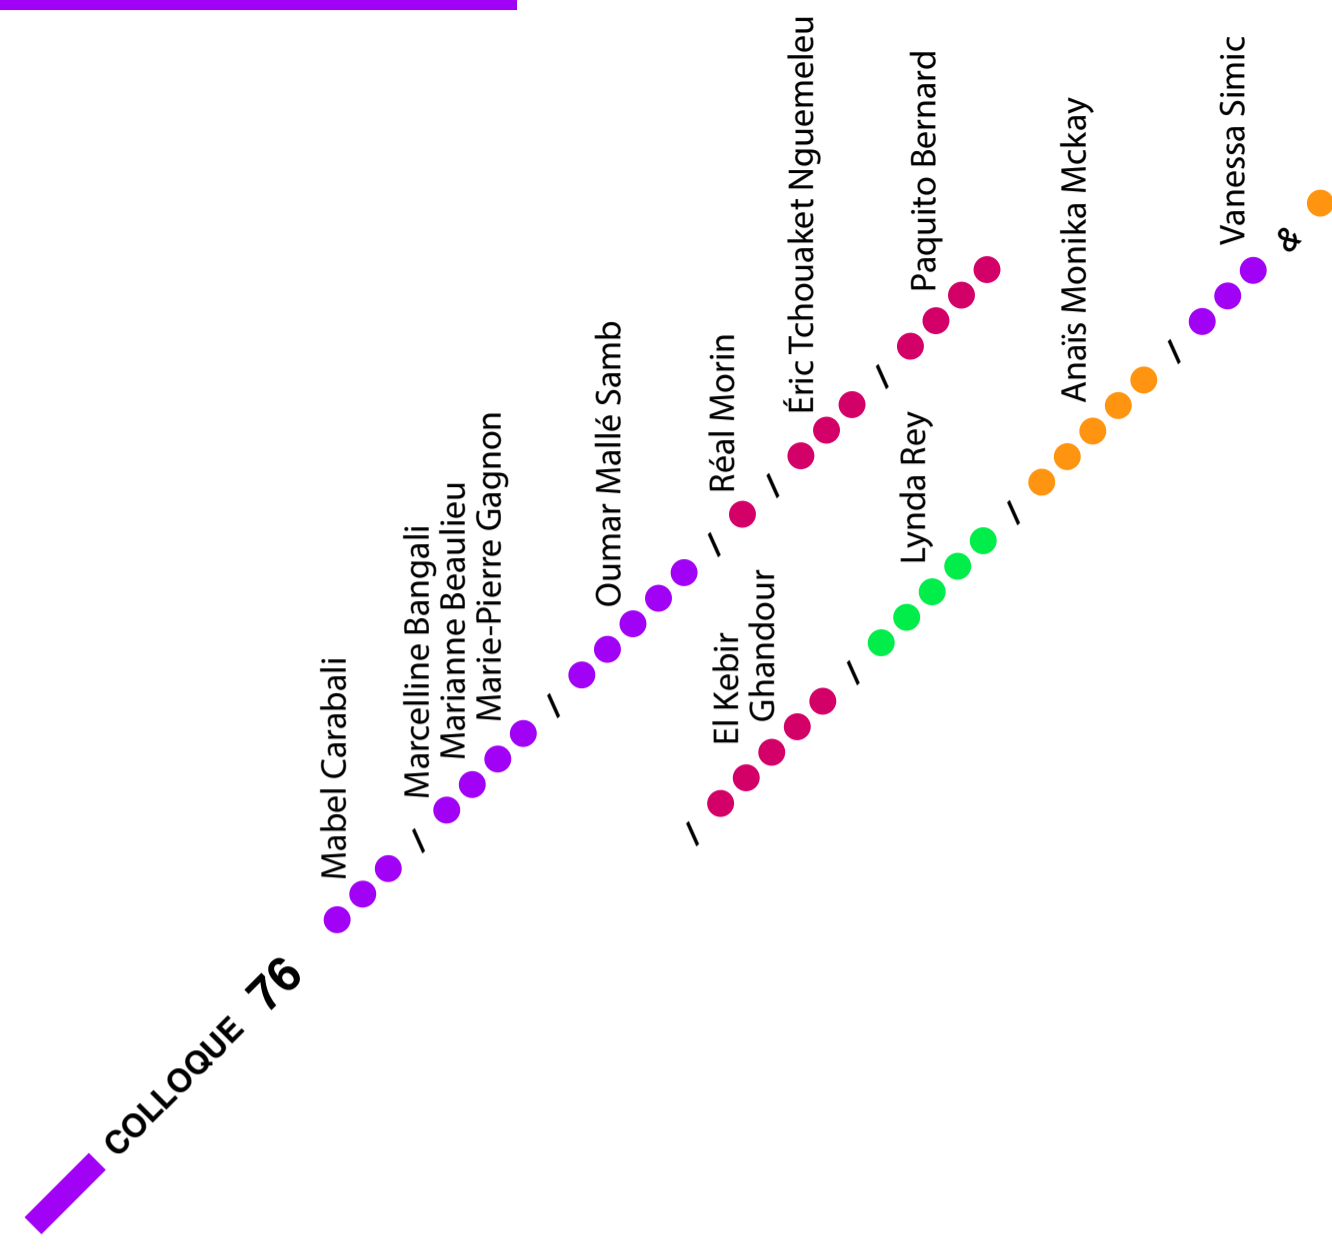 COLLOQUE 76
Mabel Carabali
/
Marcelline Bangali
Marianne Beaulieu
Marie-Pierre Gagnon
/
Oumar Mallé Samb
/
Réal Morin
/
Éric Tchouaket Nguemeleu
/
Paquito Bernard
/
El Kebir
Ghandour
/
Lynda Rey
/
Anaïs Monika Mckay
/
Vanessa Simic
&